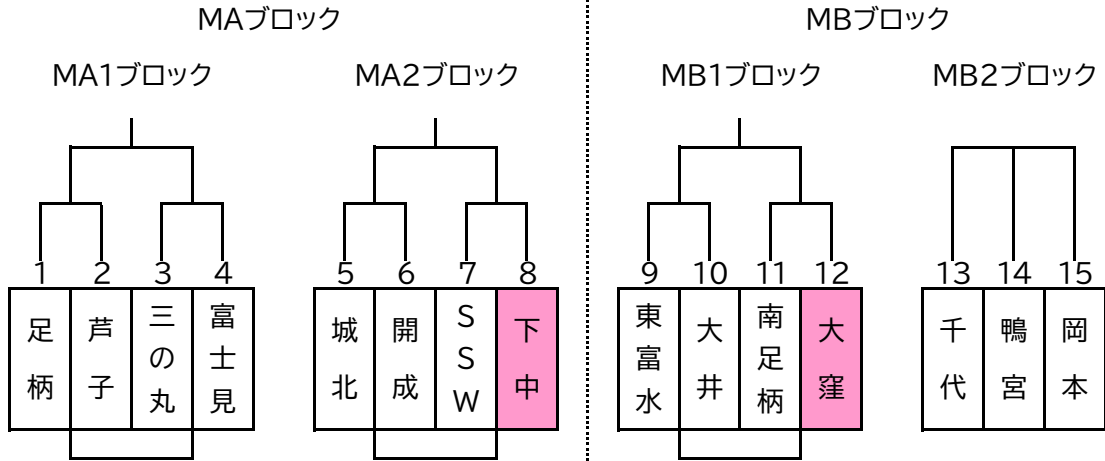 MAブロック
MBブロック
MA1ブロック
MA2ブロック
MB1ブロック
MB2ブロック
1 2 3 4 5 6 7 8 9 10 11 12 13 14 15
足柄
芦子
三の丸
富士見
城北
開成
SSW
下中
東富水
大井
南足柄
大窪
千代
鴨宮
岡本